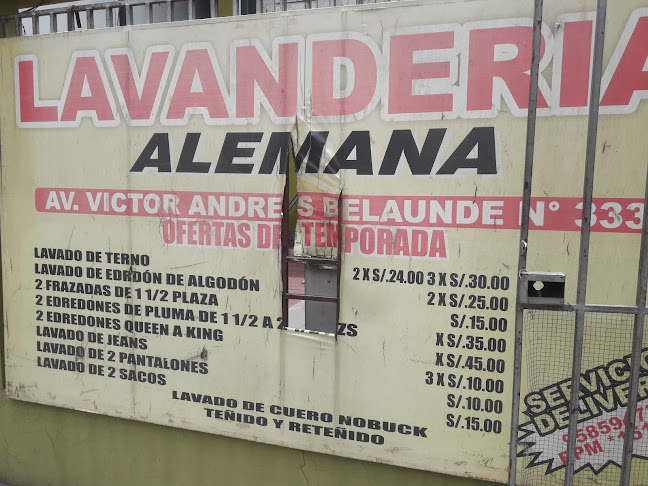 LAVANDERIA
ALEMANA
AV. VICTOR ANDRES BELAUNDE N° 333
OFERTAS DE TEMPORADA
LAVADO DE TERNO 2 X S/.24.00 3 X S/.30.00
LAVADO DE EDREDÓN DE ALGODÓN 2 X S/.25.00
2 FRAZADAS DE 1 1/2 PLAZA S/.15.00
2 EDREDONES DE PLUMA DE 1 1/2 A 2 PLZS X S/.35.00
2 EDREDONES QUEEN A KING X S/.45.00
LAVADO DE JEANS 3 X S/.10.00
LAVADO DE 2 PANTALONES S/.10.00
LAVADO DE 2 SACOS S/.15.00
LAVADO DE CUERO NOBUCK
TEÑIDO Y RETEÑIDO
SERVICIO
DELIVERY
RPM